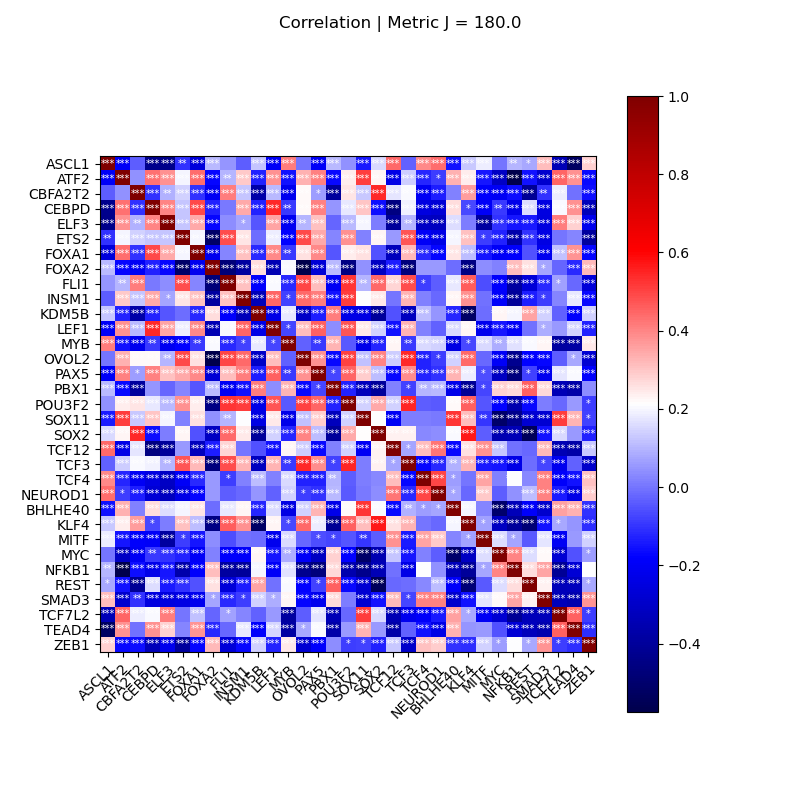 Correlation | Metric J = 180.0
ASCL1
ATF2
CBFA2T2
CEBPD
ELF3
ETS2
FOXA1
FOXA2
FLI1
INSM1
KDM5B
LEF1
MYB
OVOL2
PAX5
PBX1
POU3F2
SOX11
SOX2
TCF12
TCF3
TCF4
NEUROD1
BHLHE40
KLF4
MITF
MYC
NFKB1
REST
SMAD3
TCF7L2
TEAD4
ZEB1
ASCL1
ATF2
CBFA2T2
CEBPD
ELF3
ETS2
FOXA1
FOXA2
FLI1
INSM1
KDM5B
LEF1
MYB
OVOL2
PAX5
PBX1
POU3F2
SOX11
SOX2
TCF12
TCF3
TCF4
NEUROD1
BHLHE40
KLF4
MITF
MYC
NFKB1
REST
SMAD3
TCF7L2
TEAD4
ZEB1
1.0
0.8
0.6
0.4
0.2
0.0
−0.2
−0.4